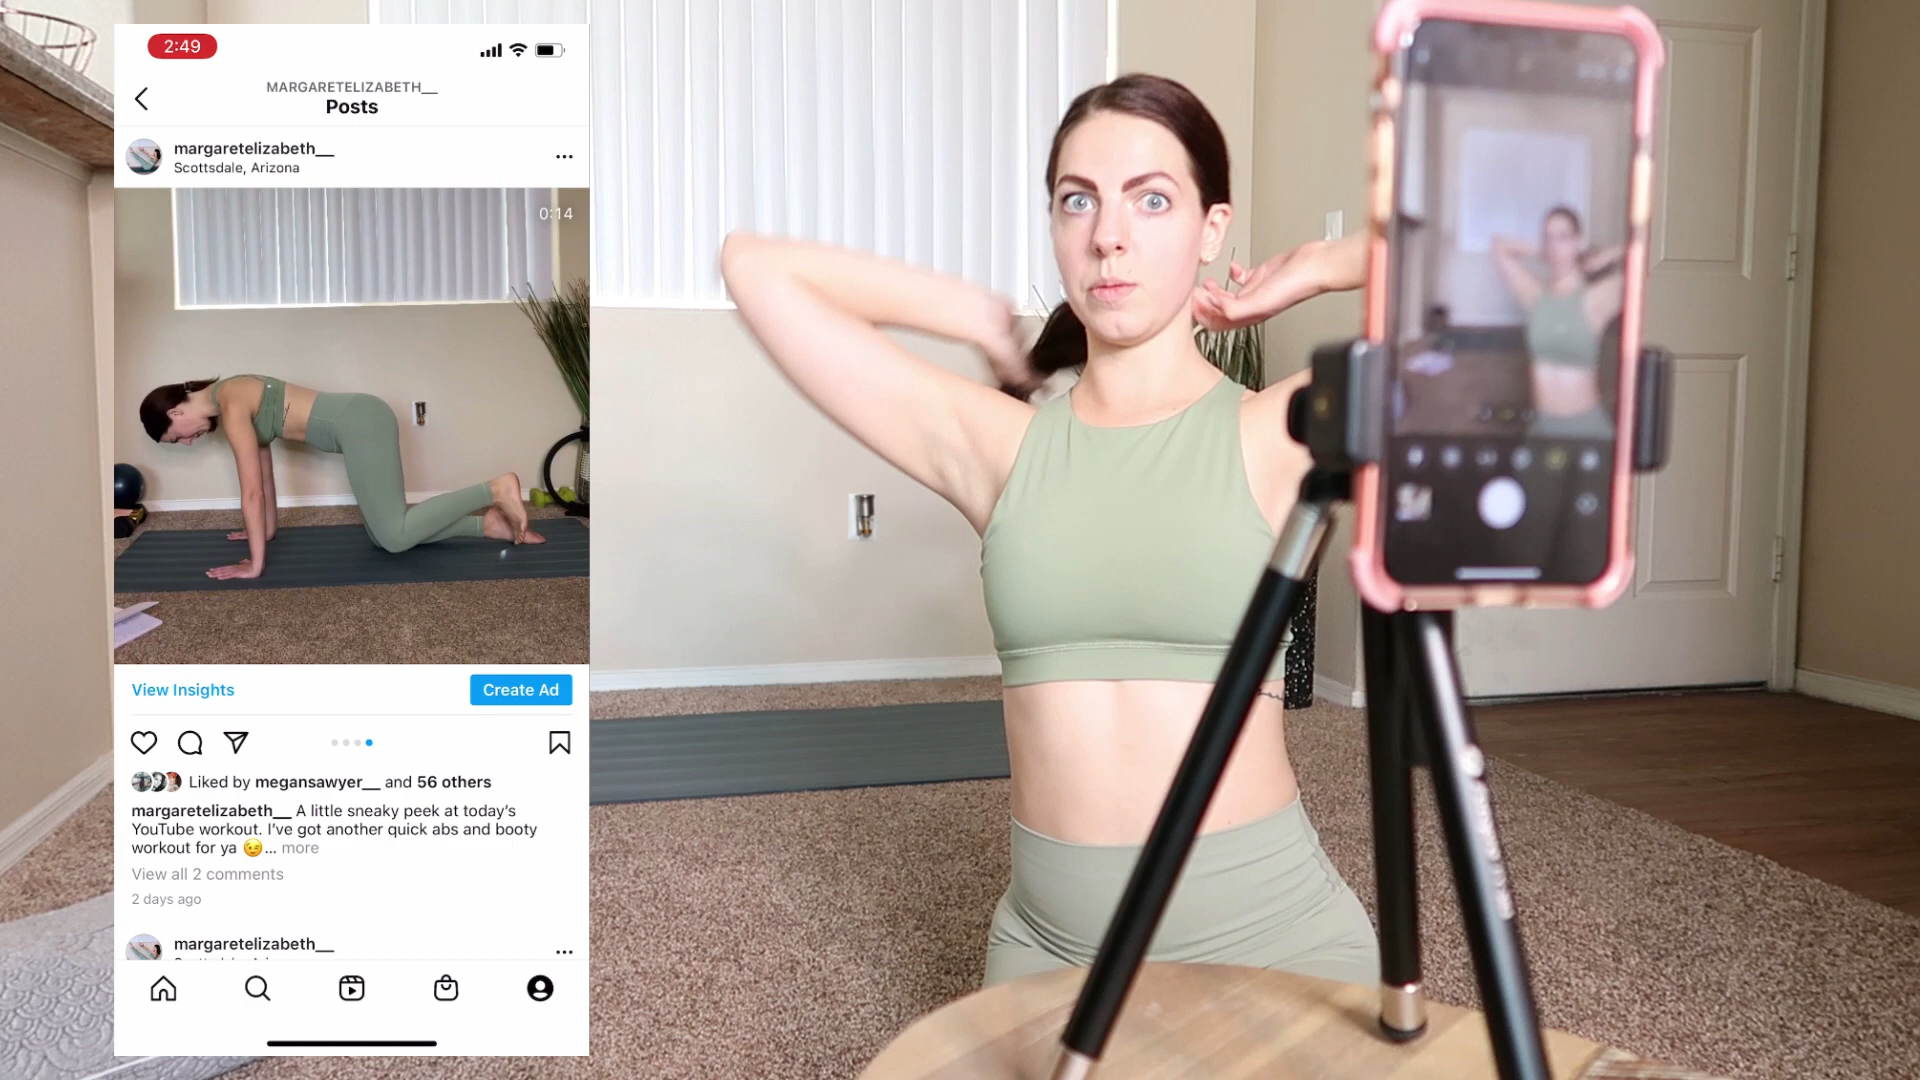 2:49
MARGARETELIZABETH__
Posts
margaretelizabeth__
Scottsdale, Arizona
0:14
View Insights
Create Ad
Liked by megansawyer__ and 56 others
margaretelizabeth__ A little sneaky peek at today's
YouTube workout. I've got another quick abs and booty
workout for ya 😉... more
View all 2 comments
2 days ago
margaretelizabeth__